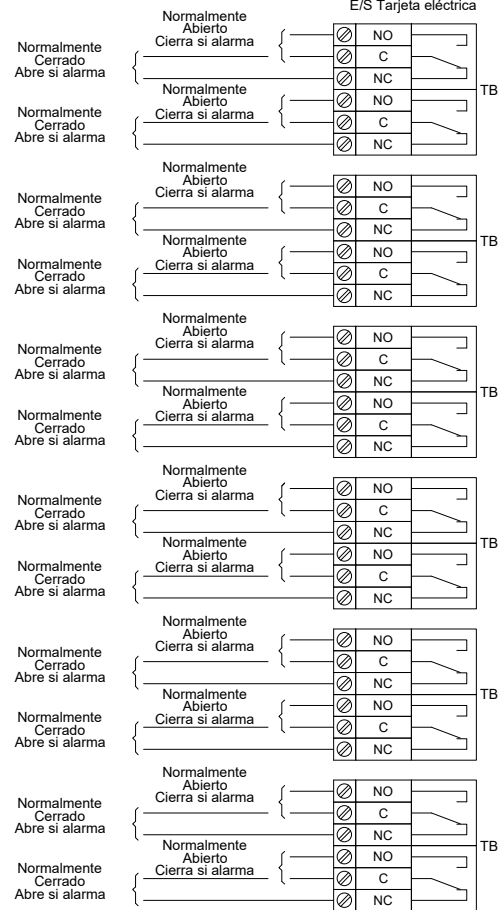 E/S Tarjeta eléctrica
Normalmente
Abierto
Cierra si alarma
NO
Normalmente
Cerrado
Abre si alarma
C
NC
TB
Normalmente
Abierto
Cierra si alarma
NO
Normalmente
Cerrado
Abre si alarma
C
NC
Normalmente
Abierto
Cierra si alarma
NO
Normalmente
Cerrado
Abre si alarma
C
NC
TB
Normalmente
Abierto
Cierra si alarma
NO
Normalmente
Cerrado
Abre si alarma
C
NC
Normalmente
Abierto
Cierra si alarma
NO
Normalmente
Cerrado
Abre si alarma
C
NC
TB
Normalmente
Abierto
Cierra si alarma
NO
Normalmente
Cerrado
Abre si alarma
C
NC
Normalmente
Abierto
Cierra si alarma
NO
Normalmente
Cerrado
Abre si alarma
C
NC
TB
Normalmente
Abierto
Cierra si alarma
NO
Normalmente
Cerrado
Abre si alarma
C
NC
Normalmente
Abierto
Cierra si alarma
NO
Normalmente
Cerrado
Abre si alarma
C
NC
TB
Normalmente
Abierto
Cierra si alarma
NO
Normalmente
Cerrado
Abre si alarma
C
NC
Normalmente
Abierto
Cierra si alarma
NO
Normalmente
Cerrado
Abre si alarma
C
NC
TB
Normalmente
Abierto
Cierra si alarma
NO
Normalmente
Cerrado
Abre si alarma
C
NC